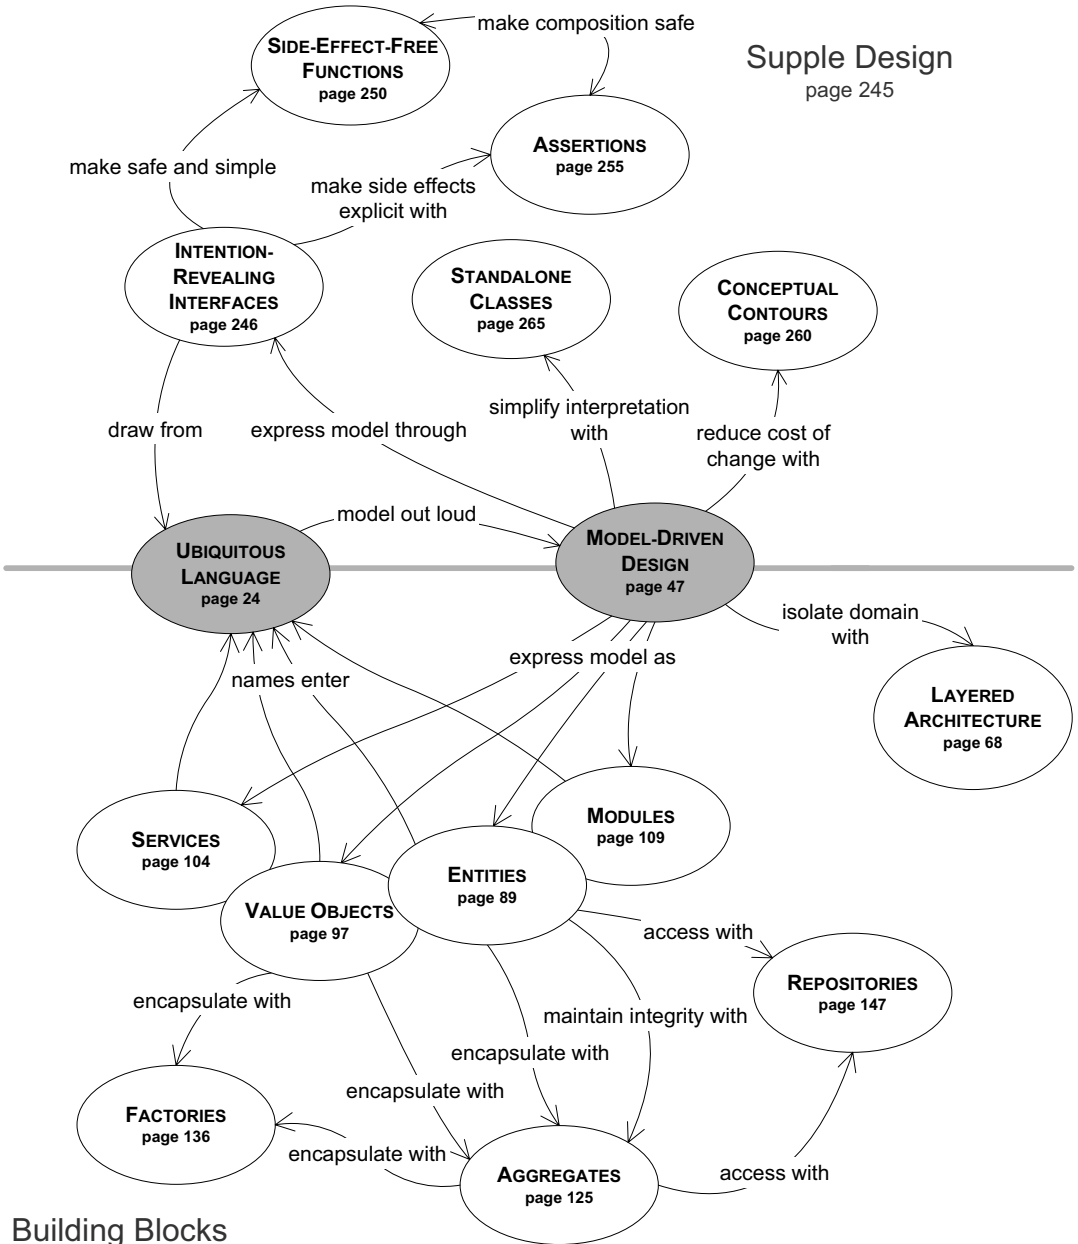 make composition safe
SIDE-EFFECT-FREE
FUNCTIONS
page 250
Supple Design
page 245
ASSERTIONS
page 255
make safe and simple
make side effects
explicit with
INTENTION-
REVEALING
INTERFACES
page 246
STANDALONE
CLASSES
page 265
CONCEPTUAL
CONTOURS
page 260
draw from
express model through
simplify interpretation
with
reduce cost of
change with
model out loud
UBIQUITOUS
LANGUAGE
page 24
MODEL-DRIVEN
DESIGN
page 47
isolate domain
with
names enter
express model as
LAYERED
ARCHITECTURE
page 68
SERVICES
page 104
MODULES
page 109
ENTITIES
page 89
VALUE OBJECTS
page 97
access with
REPOSITORIES
page 147
encapsulate with
maintain integrity with
encapsulate with
encapsulate with
FACTORIES
page 136
encapsulate with
AGGREGATES
page 125
access with
Building Blocks